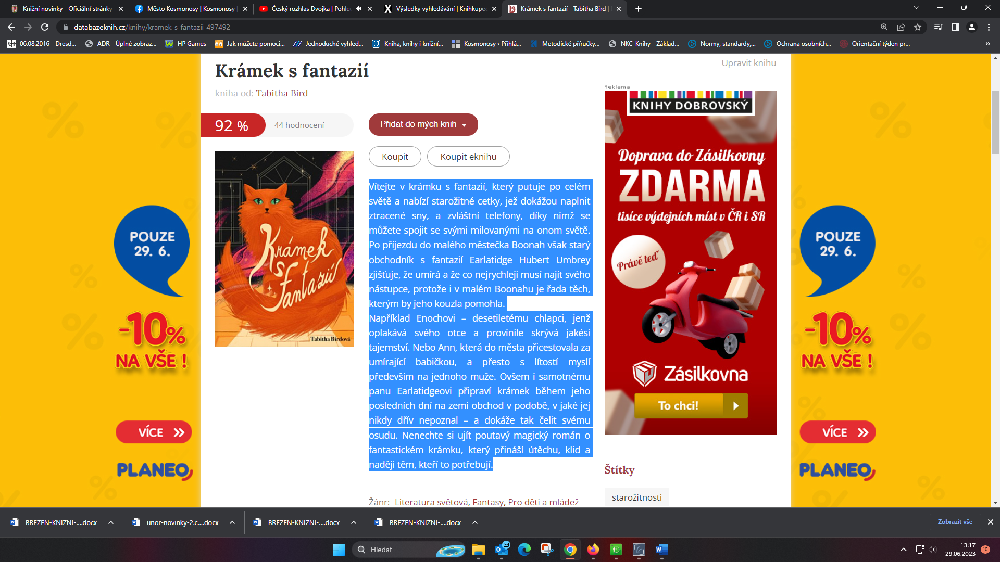 Knižní novinky - Oficiální stránky
Město Kosmonosy | Kosmonosy |
Český rozhlas Dvojka | Pohled
Výsledky vyhledávání | Knihkupec
Krámek s fantazií - Tabitha Bird |
databazeknih.cz/knihy/kramek-s-fantazii-497492
06.08.2016 - Dresd...
ADR - Úplné zobraz...
HP Games
Jak můžete pomoci...
Jednoduché vyhled...
Kniha, knihy i knižní...
Kosmonosy › Přihlá...
Metodické příručky...
NKC-Knihy - Základ...
Normy, standardy,...
Ochrana osobních...
Orientační týden pro...
»
Krámek s fantazií
Upravit knihu
kniha od: Tabitha Bird
92 %
44 hodnocení
Přidat do mých knih
Koupit
Koupit eknihu
Krámek
s
Fantazií
Tabitha Birdová
Vítejte v krámku s fantazií, který putuje po celém
světě a nabízí starožitné cetky, jež dokážou naplnit
ztracené sny, a zvláštní telefony, díky nimž se
můžete spojit se svými milovanými na onom světě.
Po příjezdu do malého městečka Boonah však starý
obchodník s fantazií Earlatidge Hubert Umbrey
zjišťuje, že umírá a že co nejrychleji musí najít svého
nástupce, protože i v malém Boonahu je řada těch,
kterým by jeho kouzla pomohla.
Například Enochovi – desetiletému chlapci, jenž
oplakává svého otce a provinile skrývá jakési
tajemství. Nebo Ann, která do města přicestovala za
umírající babičkou, a přesto s lítostí myslí
především na jednoho muže. Ovšem i samotnému
panu Earlatidgeovi připraví krámek během jeho
posledních dní na zemi obchod v podobě, v jaké jej
nikdy dřív nepoznal – a dokáže tak čelit svému
osudu. Nenechte si ujít poutavý magický román o
fantastickém krámku, který přináší útěchu, klid a
naději těm, kteří to potřebují.
Žánr: Literatura světová, Fantasy, Pro děti a mládež
Reklama
KNIHY DOBROVSKÝ
Doprava do Zásilkovny
ZDARMA
tisíce výdejních míst v ČR i SR
Právě teď
Zásilkovna
To chci!
Štítky
starožitnosti
POUZE
29. 6.
-10%
NA VŠE !
VÍCE
PLANEO
POUZE
29. 6.
-10%
NA VŠE !
VÍCE
PLANEO
BREZEN-KNIZNI-....docx
unor-novinky-2.c....docx
BREZEN-KNIZNI-....docx
BREZEN-KNIZNI-....docx
Zobrazit vše
Hledat
13:17
29.06.2023
10